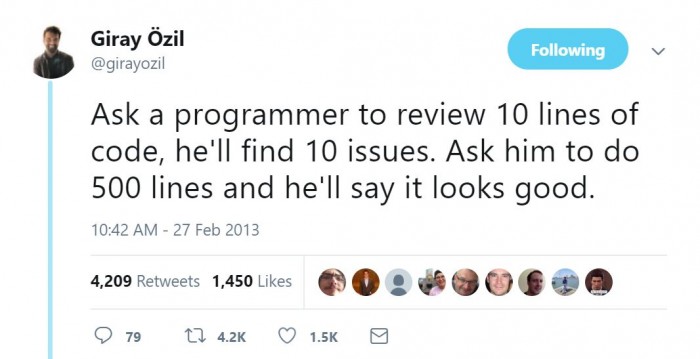 Giray Özil
@girayozil
Following
Ask a programmer to review 10 lines of
code, he'll find 10 issues. Ask him to do
500 lines and he'll say it looks good.
10:42 AM - 27 Feb 2013
4,209 Retweets 1,450 Likes
79 4.2K 1.5K